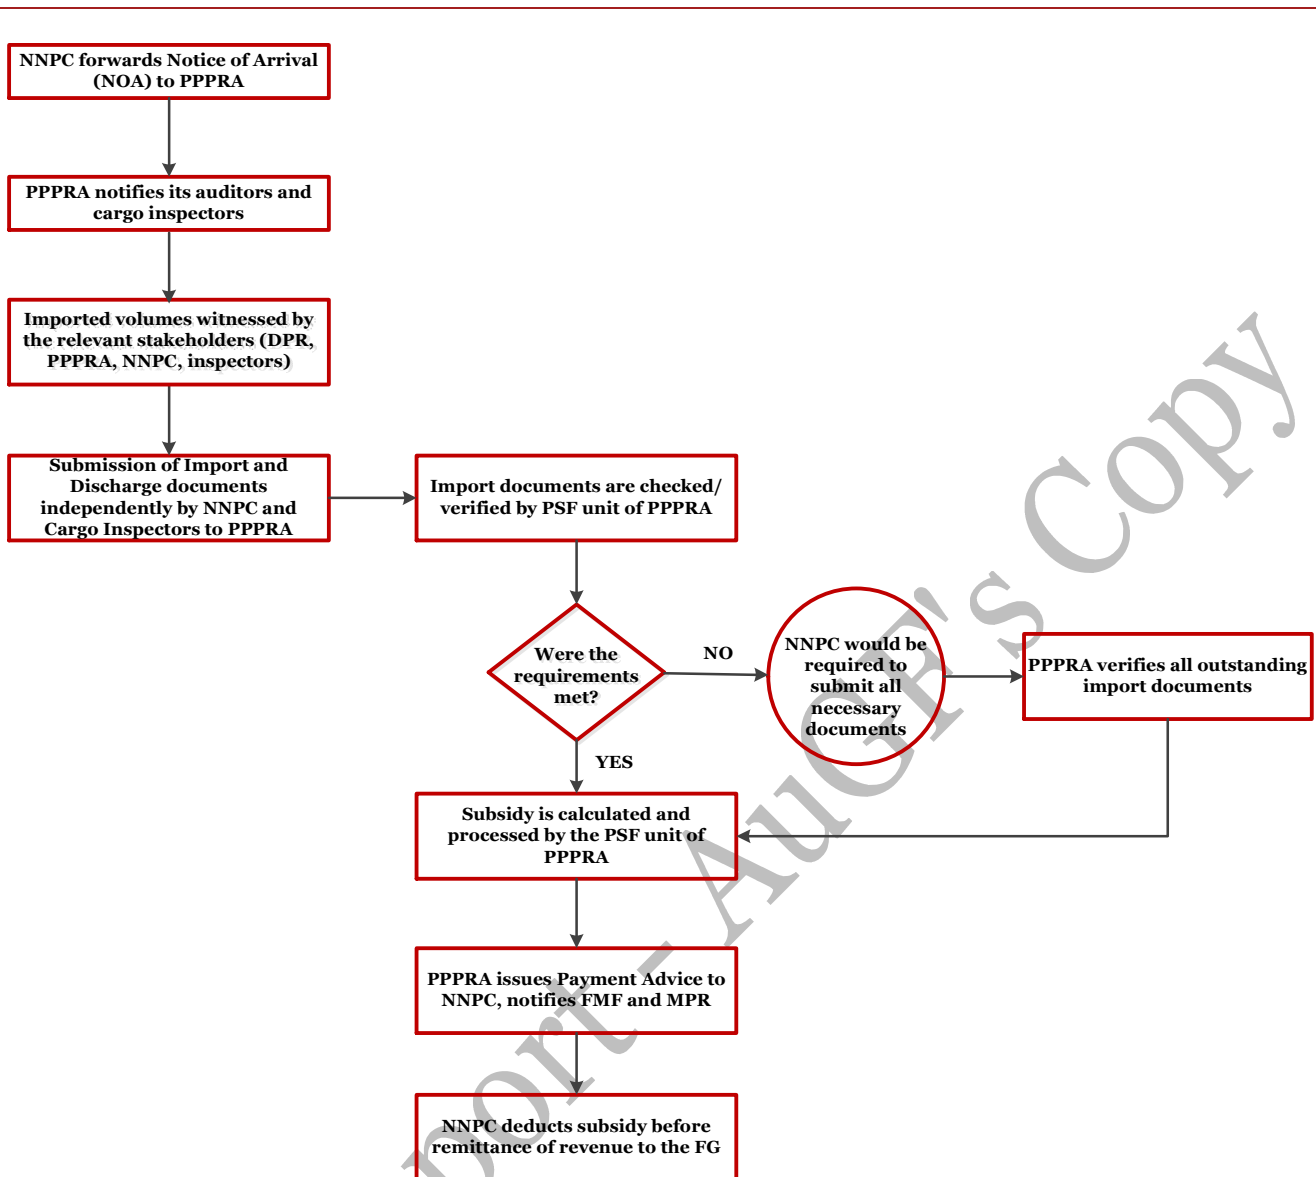 NNPC forwards Notice of Arrival
(NOA) to PPPRA
PPPRA notifies its auditors and
cargo inspectors
Imported volumes witnessed by
the relevant stakeholders (DPR,
PPPRA, NNPC, inspectors)
Submission of Import and
Discharge documents
independently by NNPC and
Cargo Inspectors to PPPRA
Import documents are checked/
verified by PSF unit of PPPRA
Were the
requirements
met?
NO
NNPC would be
required to
submit all
necessary
documents
PPPRA verifies all outstanding
import documents
YES
Subsidy is calculated and
processed by the PSF unit of
PPPRA
PPPRA issues Payment Advice to
NNPC, notifies FMF and MPR
NNPC deducts subsidy before
remittance of revenue to the FG
port - AuGF's Copy